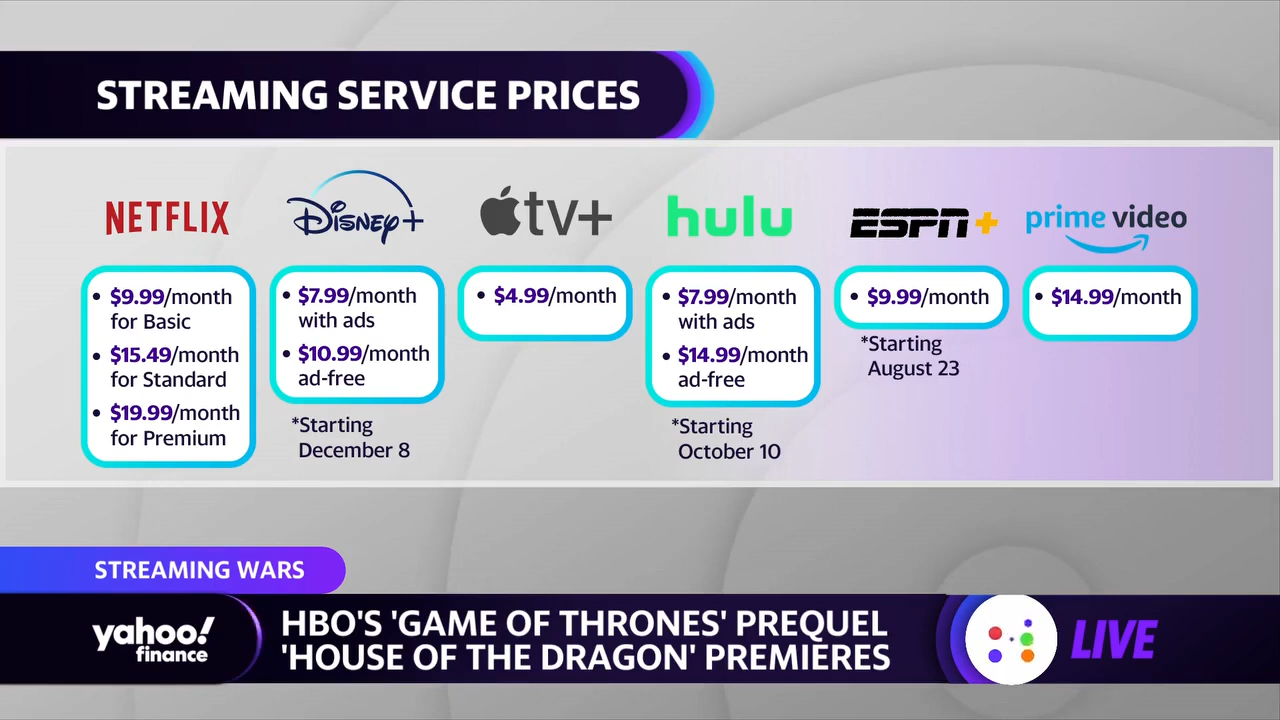 STREAMING SERVICE PRICES
NETFLIX
• $9.99/month
for Basic
• $15.49/month
for Standard
• $19.99/month
for Premium
Disney+
• $7.99/month
with ads
• $10.99/month
ad-free
*Starting
December 8
tv+
• $4.99/month
hulu
• $7.99/month
with ads
• $14.99/month
ad-free
*Starting
October 10
ESPN+
• $9.99/month
*Starting
August 23
prime video
• $14.99/month
STREAMING WARS
yahoo!
finance
HBO'S 'GAME OF THRONES' PREQUEL
'HOUSE OF THE DRAGON' PREMIERES
LIVE